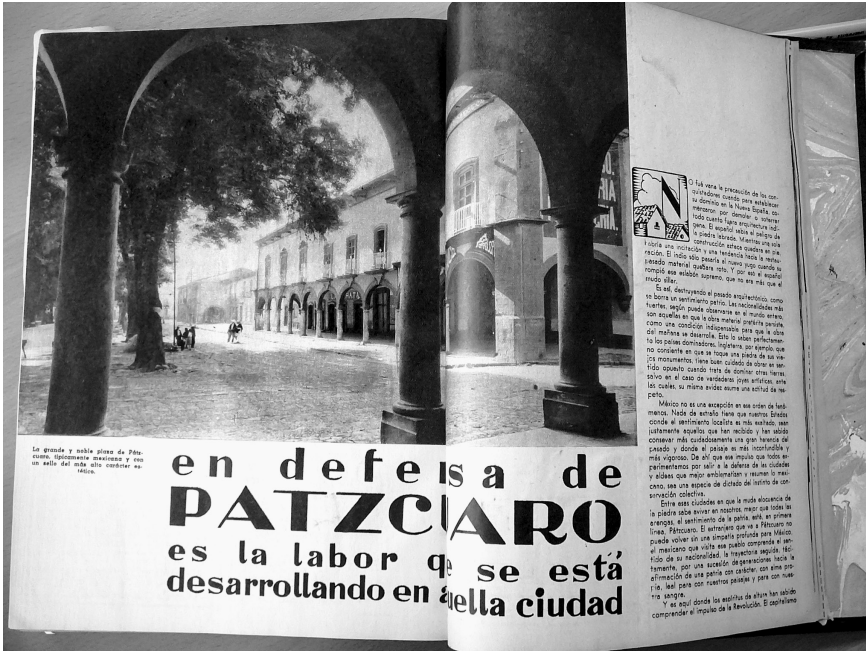 La grande y noble plaza de Pátz-
cuaro, típicamente mexicana y con
un sello del más alto carácter es-
tático.
en defensa de
PATZCUARO
es la labor que se está
desarrollando en aquella ciudad
NO fué vana la precaución de los con-
quistadores cuando para establecer
su dominio en la Nueva España, co-
menzaron por demoler o soterrar
todo cuanto fuera arquitectura indí-
gena. El español sabía el peligro de
la piedra labrada. Mientras una sola
construcción azteca quedara en pie,
habría una incitación y una tendencia hacia la restau-
ración. El indio sólo pasaría al nuevo yugo cuando su
pasado material quedara roto. Y por esto el español
rompió ese eslabón supremo, que no era más que el
mudo sillar.
Es así, destruyendo el pasado arquitectónico, como
se borra un sentimiento patrio. Las nacionalidades más
fuertes, según puede observarse en el mundo entero,
son aquellas en que la obra material pretérita persiste,
como una condición indispensable para que la obra
del mañana se desarrolle. Esto lo saben perfectamen-
te los países dominadores. Inglaterra, por ejemplo, que
no consiente en que se toque una piedra de sus vie-
jos monumentos, tiene buen cuidado de obrar en sen-
tido opuesto cuando trata de dominar otras tierras,
salvo en el caso de verdaderas joyas artísticas, ante
las cuales, su misma avidez asume una actitud de res-
peto.
México no es una excepción en ese orden de fenó-
menos. Nada de extraño tiene que nuestros Estados
donde el sentimiento localista es más exaltado, sean
justamente aquellos que han recibido y han sabido
conservar más cuidadosamente una gran herencia del
pasado y donde el paisaje es más inconfundible y
más vigoroso. De ahí que ese impulso que todos ex-
perimentamos por salir a la defensa de las ciudades
y aldeas que mejor emblematizan y resumen lo mexi-
cano, sea una especie de dictado del instinto de con-
servación colectiva.
Entre esas ciudades en que la muda elocuencia de
la piedra sabe avivar en nosotros, mejor que todas las
arengas, el sentimiento de la patria, está, en primera
línea, Pátzcuaro. El extranjero que va a Pátzcuaro no
puede volver sin una simpatía profunda para México;
el mexicano que visita ese pueblo comprende el sen-
tido de su nacionalidad, la trayectoria seguida, táci-
tamente, por una sucesión de generaciones hacia la
afirmación de una patria con carácter, con alma pro-
pia, leal para con nuestros paisajes y para con nues-
tra sangre.
Y es aquí donde los espíritus de altura han sabido
comprender el impulso de la Revolución. El capitalismo